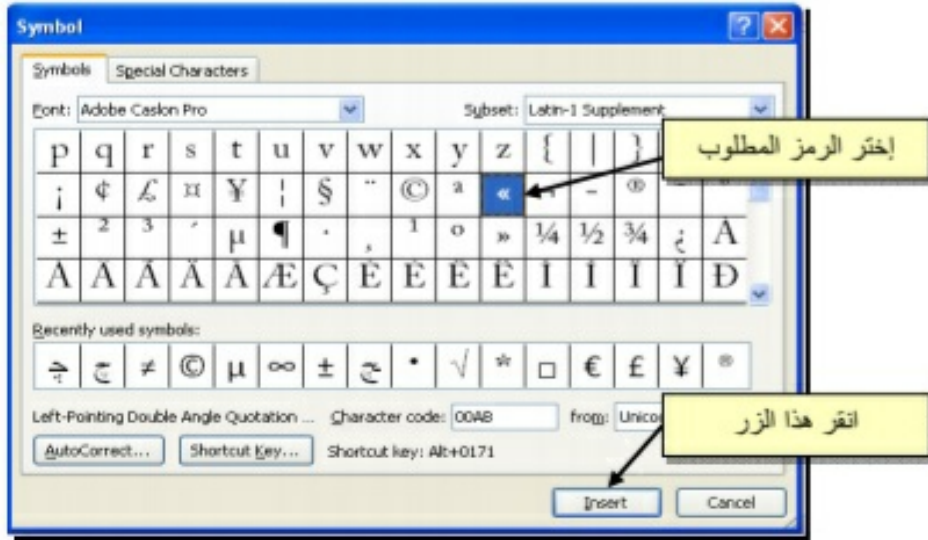 Symbol
Symbols Special Characters
Font: Adobe Caslon Pro Subset: Latin-1 Supplement
إختر الرمز المطلوب
p q r s t u v w x y z { | }
¡ ¢ £ ¤ ¥ ¦ § ¨ © ª « ¬ - ®
± ² ³ ´ µ ¶ · ¸ ¹ º » ¼ ½ ¾ ¿ À
Ä Æ Ç È É Ê Ë Ì Í Î Ï Ð
Recently used symbols:
≠ © µ ∞ ± • √ * □ € £ ¥ ®
Left-Pointing Double Angle Quotation ... Character code: 00AB from:
انقر هذا الزر
AutoCorrect... Shortcut Key... Shortcut key: Alt+0171
Insert Cancel